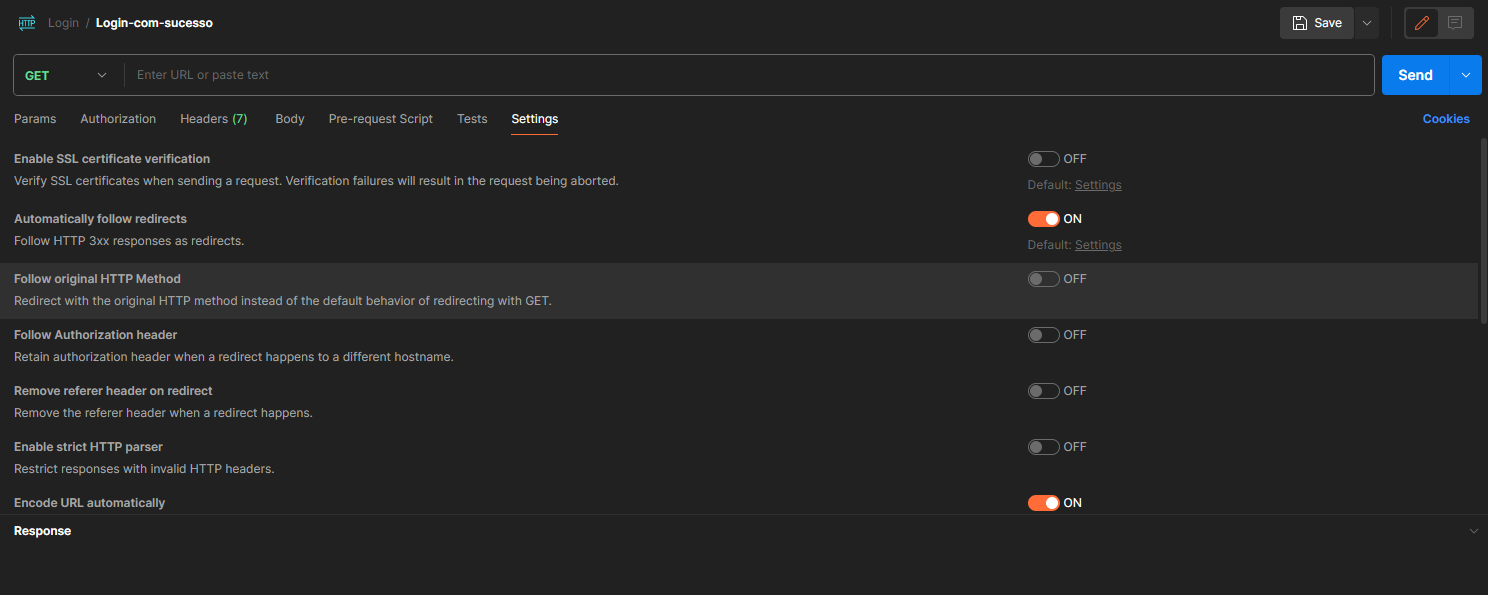 HTTP Login / Login-com-sucesso Save
GET Enter URL or paste text Send
Params Authorization Headers (7) Body Pre-request Script Tests Settings Cookies
Enable SSL certificate verification OFF
Verify SSL certificates when sending a request. Verification failures will result in the request being aborted. Default: Settings
Automatically follow redirects ON
Follow HTTP 3xx responses as redirects. Default: Settings
Follow original HTTP Method OFF
Redirect with the original HTTP method instead of the default behavior of redirecting with GET.
Follow Authorization header OFF
Retain authorization header when a redirect happens to a different hostname.
Remove referer header on redirect OFF
Remove the referer header when a redirect happens.
Enable strict HTTP parser OFF
Restrict responses with invalid HTTP headers.
Encode URL automatically ON
Response